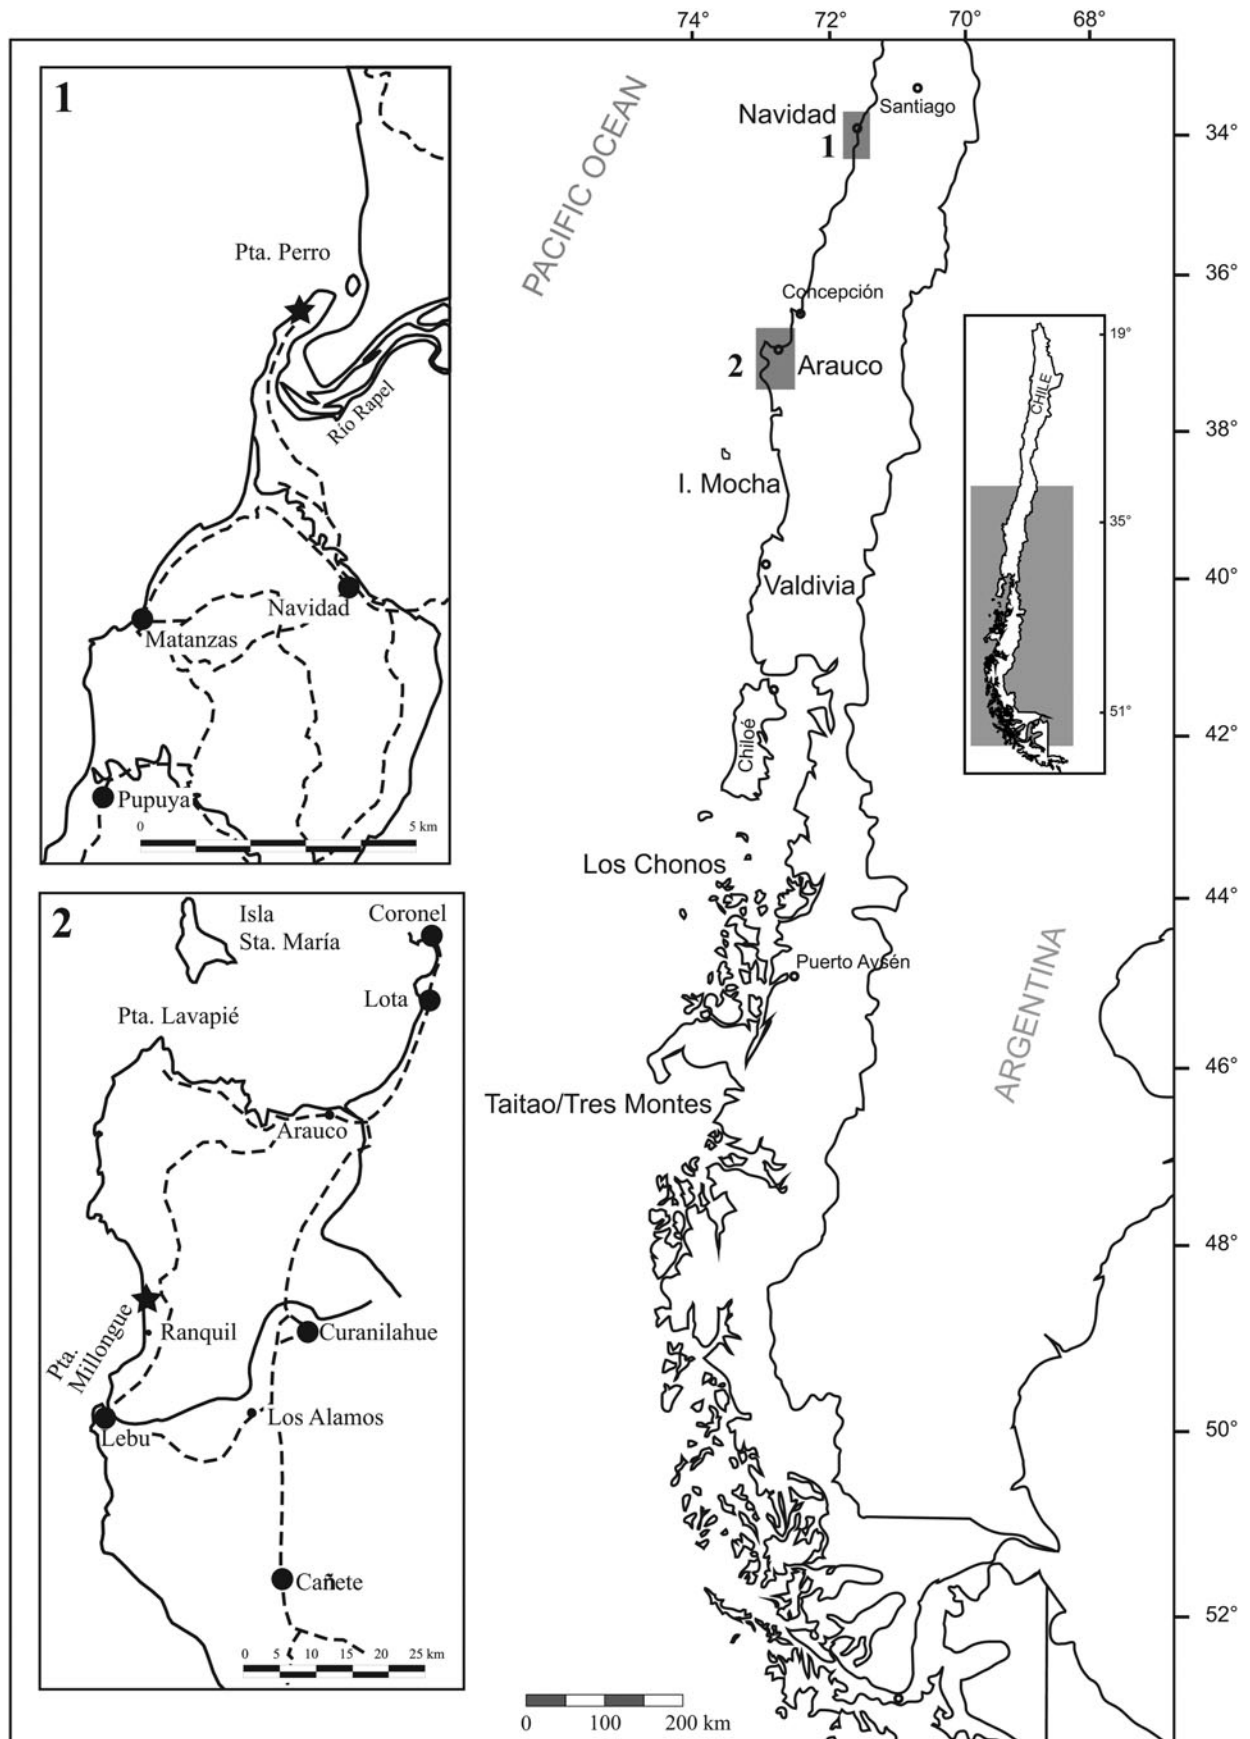 74°
72°
70°
68°
1
Pta. Perro
Río Rapel
Navidad
Matanzas
Pupuya
0
5 km
2
Isla
Sta. María
Coronel
Lota
Pta. Lavapié
Arauco
Pta.
Millongue
Ranquil
Curanilahue
Los Alamos
Lebu
Cañete
0 5 10 15 20 25 km
PACIFIC OCEAN
Santiago
Navidad
1
Concepción
2
Arauco
I. Mocha
Valdivia
Chiloé
Los Chonos
Puerto Aysén
Taitao/Tres Montes
ARGENTINA
CHILE
19°
35°
51°
34°
36°
38°
40°
42°
44°
46°
48°
50°
52°
0 100 200 km